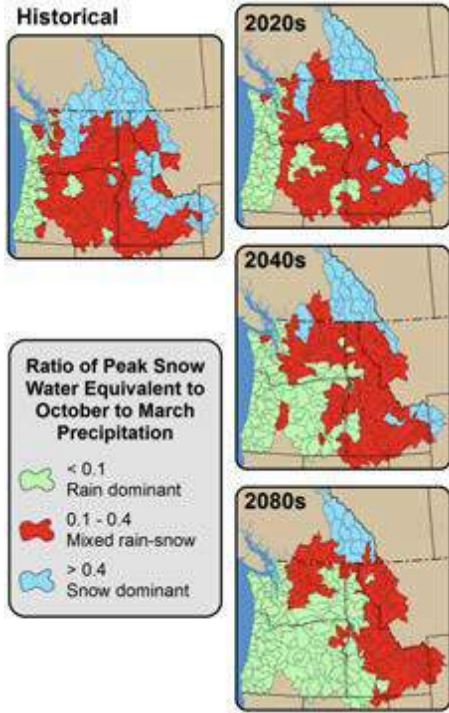 Historical
2020s
2040s
Ratio of Peak Snow
Water Equivalent to
October to March
Precipitation
< 0.1
Rain dominant
0.1 - 0.4
Mixed rain-snow
> 0.4
Snow dominant
2080s